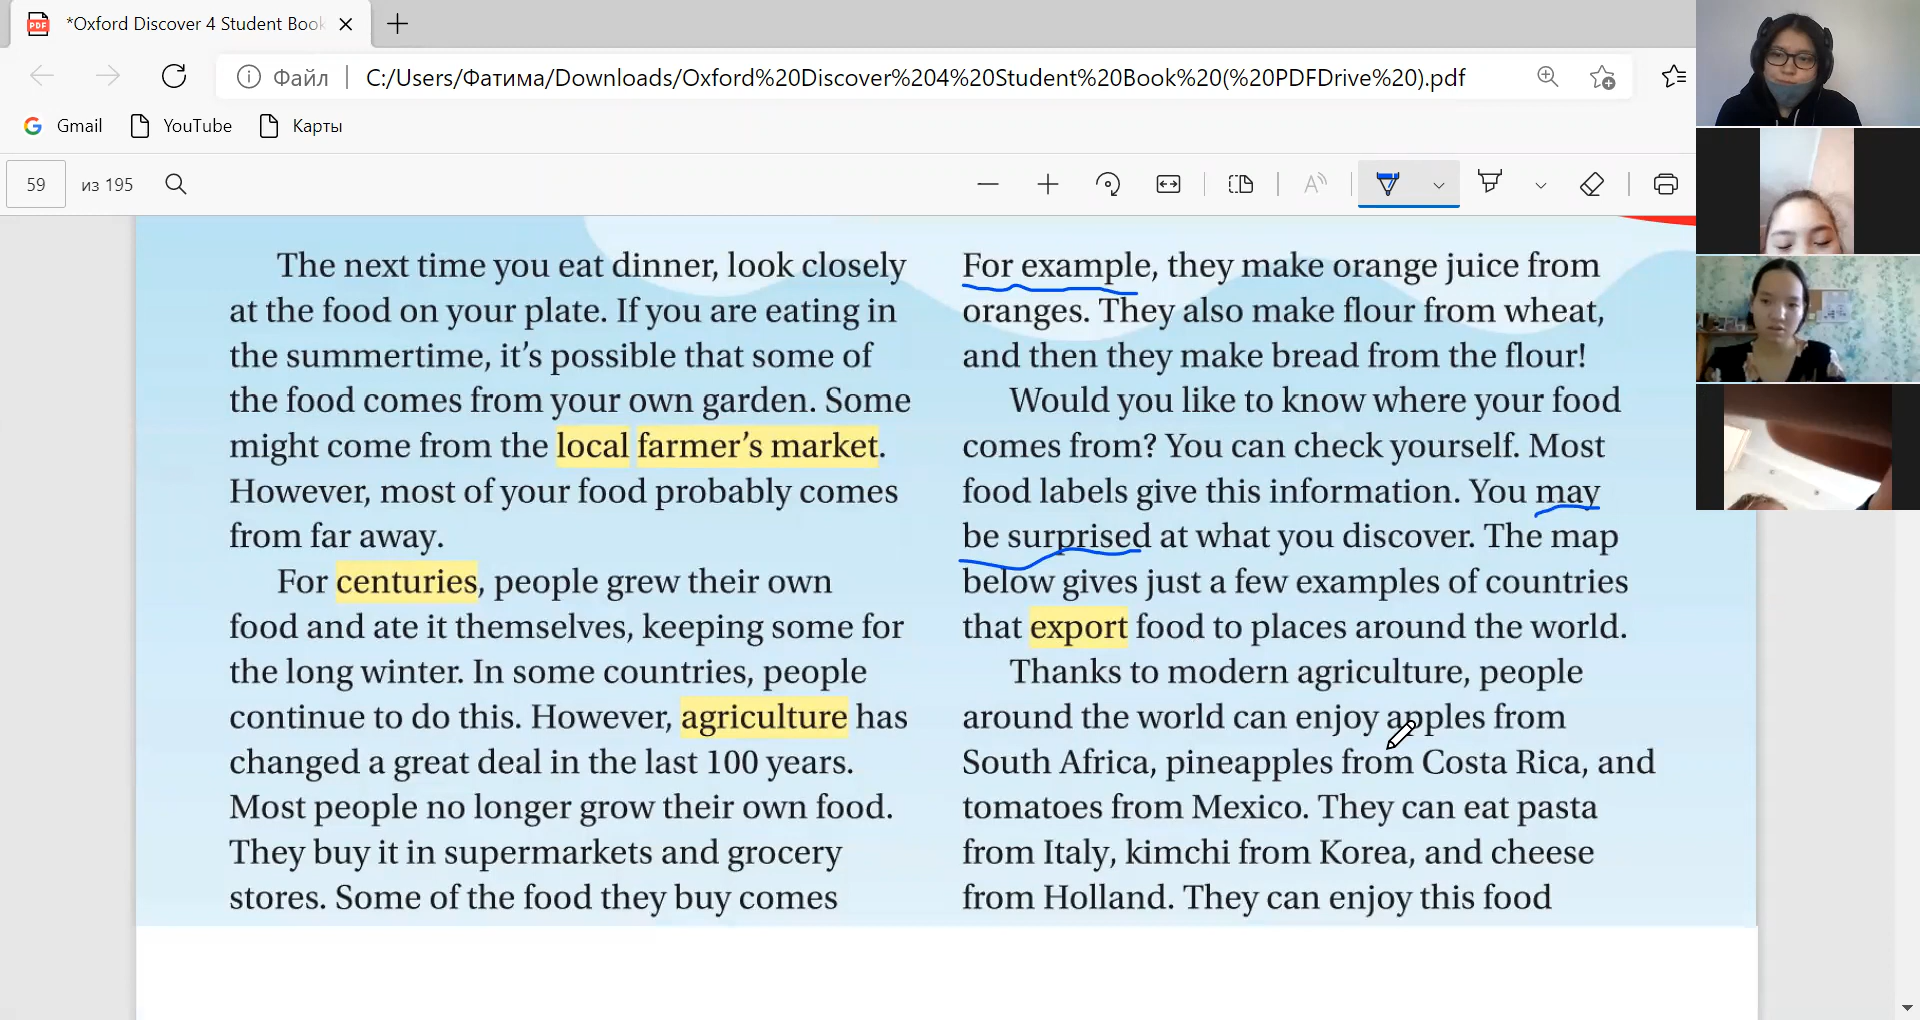 *Oxford Discover 4 Student Book
Файл
C:/Users/Фатима/Downloads/Oxford%20Discover%204%20Student%20Book%20(%20PDFDrive%20).pdf
Gmail
YouTube
Карты
59
из 195
The next time you eat dinner, look closely
at the food on your plate. If you are eating in
the summertime, it’s possible that some of
the food comes from your own garden. Some
might come from the local farmer’s market.
However, most of your food probably comes
from far away.
For centuries, people grew their own
food and ate it themselves, keeping some for
the long winter. In some countries, people
continue to do this. However, agriculture has
changed a great deal in the last 100 years.
Most people no longer grow their own food.
They buy it in supermarkets and grocery
stores. Some of the food they buy comes
For example, they make orange juice from
oranges. They also make flour from wheat,
and then they make bread from the flour!
Would you like to know where your food
comes from? You can check yourself. Most
food labels give this information. You may
be surprised at what you discover. The map
below gives just a few examples of countries
that export food to places around the world.
Thanks to modern agriculture, people
around the world can enjoy apples from
South Africa, pineapples from Costa Rica, and
tomatoes from Mexico. They can eat pasta
from Italy, kimchi from Korea, and cheese
from Holland. They can enjoy this food